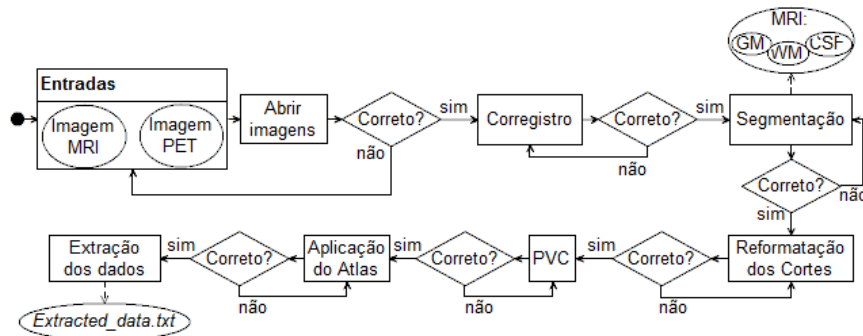 MRI:
GM
WM
CSF
Entradas
Imagem
MRI
Imagem
PET
Abrir
imagens
Correto?
sim
não
Corregistro
Correto?
sim
não
Segmentação
Correto?
não
sim
Reformatação
dos Cortes
Correto?
sim
não
PVC
Correto?
sim
não
Aplicação
do Atlas
Correto?
sim
não
Extração
dos dados
Extracted_data.txt